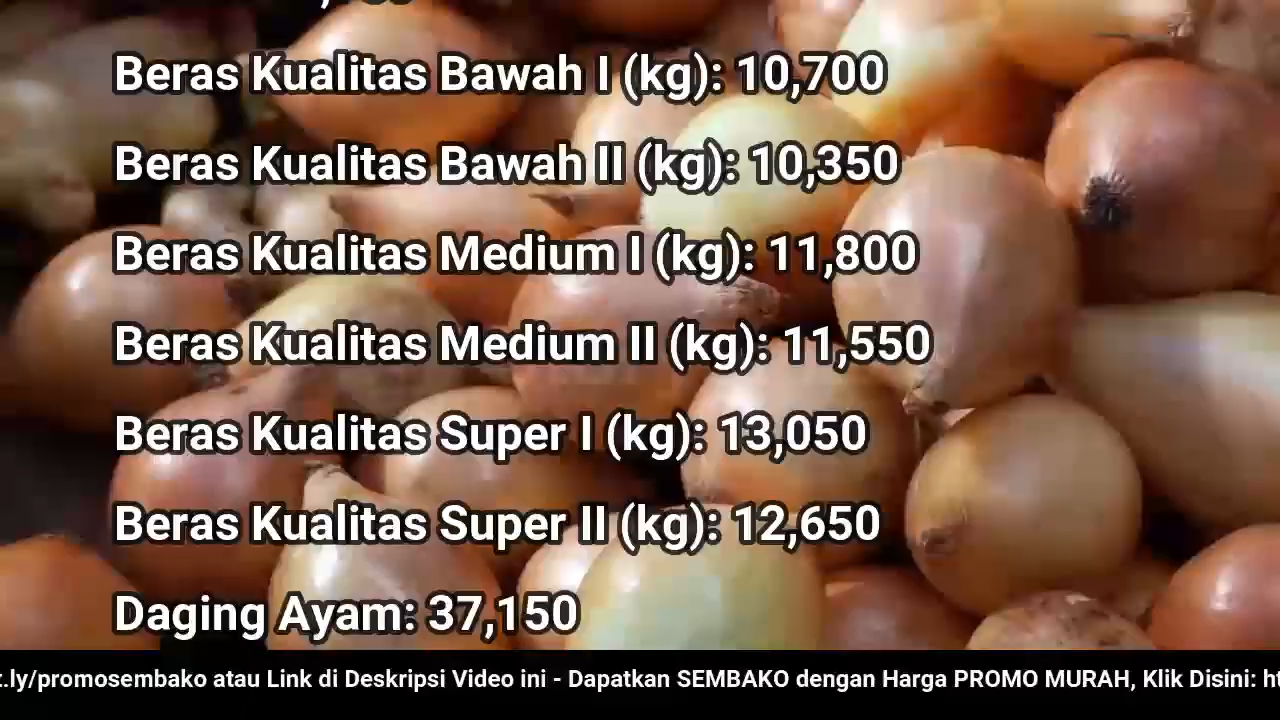 Beras Kualitas Bawah I (kg): 10,700
Beras Kualitas Bawah II (kg): 10,350
Beras Kualitas Medium I (kg): 11,800
Beras Kualitas Medium II (kg): 11,550
Beras Kualitas Super I (kg): 13,050
Beras Kualitas Super II (kg): 12,650
Daging Ayam: 37,150
.ly/promosembako atau Link di Deskripsi Video ini - Dapatkan SEMBAKO dengan Harga PROMO MURAH, Klik Disini: